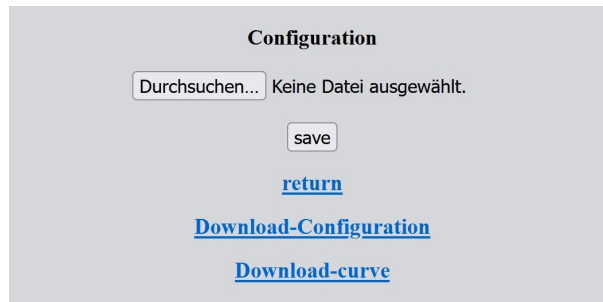 Configuration
Durchsuchen... Keine Datei ausgewählt.
save
return
Download-Configuration
Download-curve